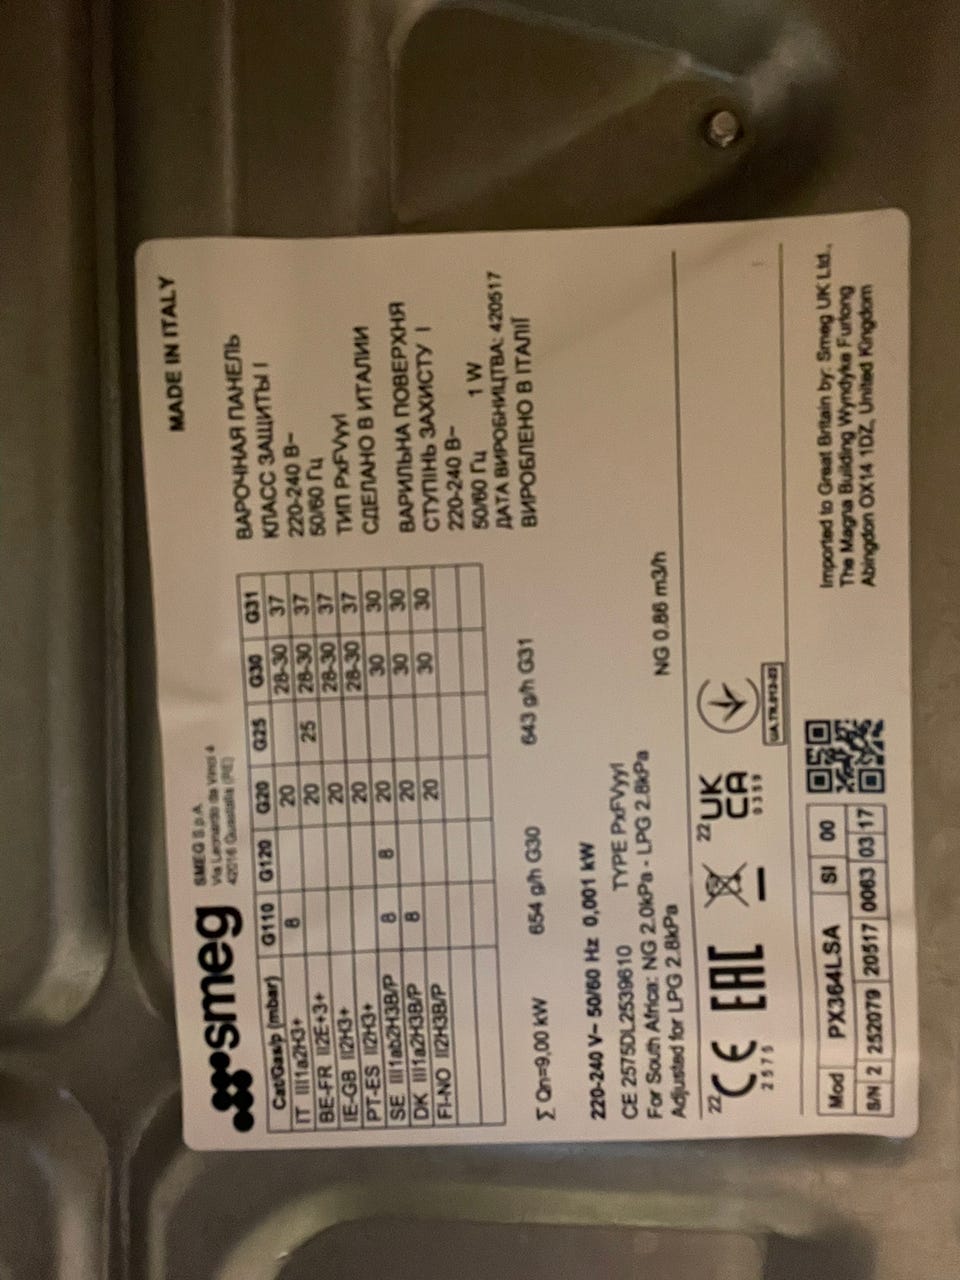 MADE IN ITALY
smeg
SMEG S.p.A.
Via Leonardo da Vinci 4
42016 Guastalla (RE)
Cat/Gas/p (mbar) G110 G120 G20 G25 G30 G31
IT III1a2H3+ 8 20 28-30 37
BE-FR II2E+3+ 20 25 28-30 37
IE-GB II2H3+ 20 28-30 37
PT-ES II2H3+ 20 28-30 37
SE III1ab2H3B/P 8 8 20 30 30
DK III1a2H3B/P 8 20 30 30
FI-NO II2H3B/P 20 30 30
ВАРОЧНАЯ ПАНЕЛЬ
КЛАСС ЗАЩИТЫ I
220-240 В~
50/60 Гц
ТИП PxFVyyI
СДЕЛАНО В ИТАЛИИ
ВАРИЛЬНА ПОВЕРХНЯ
СТУПІНЬ ЗАХИСТУ I
220-240 В~
50/60 Гц 1 W
ДАТА ВИРОБНИЦТВА: 420517
ВИРОБЛЕНО В ІТАЛІЇ
∑ Qn=9,00 kW 654 g/h G30 643 g/h G31
220-240 V~ 50/60 Hz 0,001 kW
CE 2575DL2539610 TYPE PxFVyyI
For South Africa: NG 2.0kPa - LPG 2.8kPa NG 0.86 m3/h
Adjusted for LPG 2.8kPa
22 CE 2575
EAC
22 UKCA 0359
UA.TR.012-23
Mod PX364LSA SI 00
S/N 2 2522079 20517 0063 03 17
Imported to Great Britain by: Smeg UK Ltd.,
The Magna Building Wyndyke Furlong
Abingdon OX14 1DZ, United Kingdom